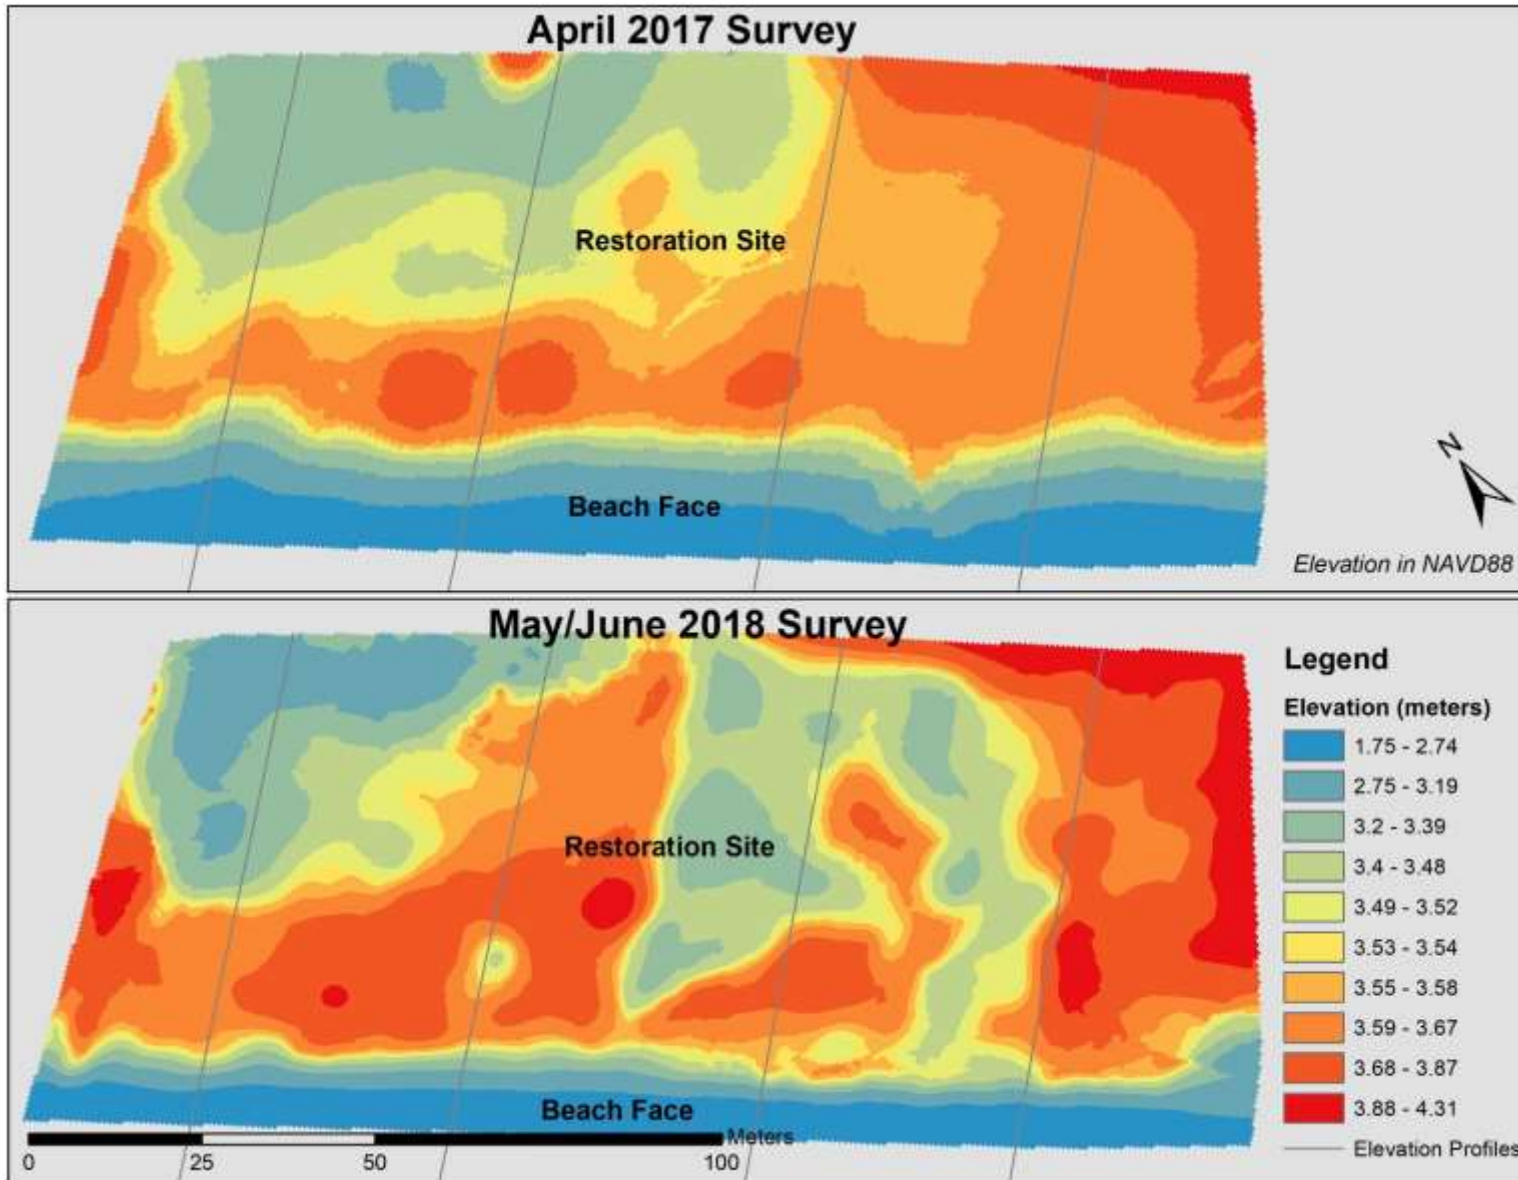 April 2017 Survey
Restoration Site
Beach Face
N
Elevation in NAVD88
May/June 2018 Survey
Restoration Site
Beach Face
Meters
0 25 50 100
Legend
Elevation (meters)
1.75 - 2.74
2.75 - 3.19
3.2 - 3.39
3.4 - 3.48
3.49 - 3.52
3.53 - 3.54
3.55 - 3.58
3.59 - 3.67
3.68 - 3.87
3.88 - 4.31
Elevation Profiles